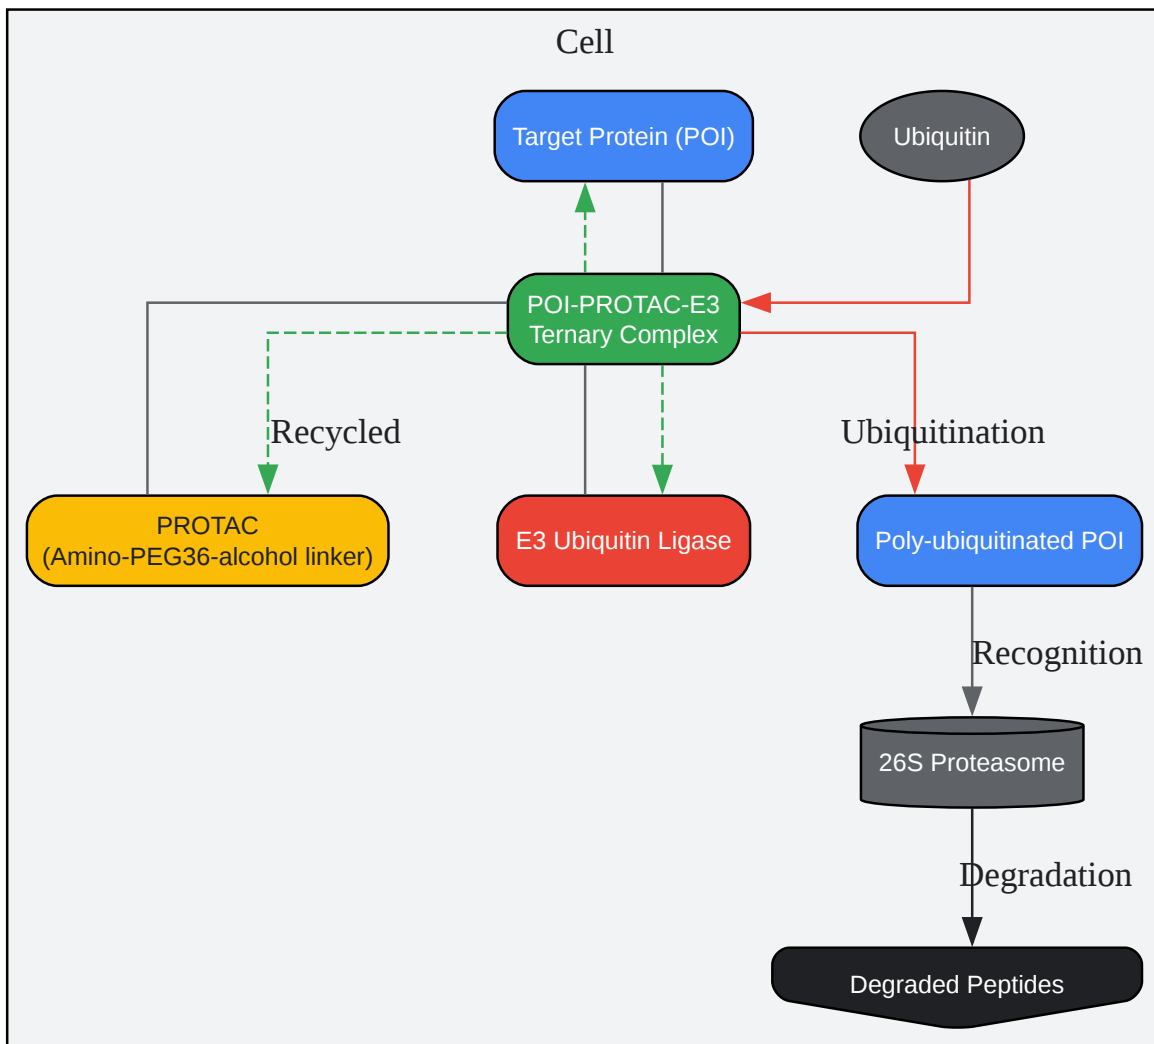 Cell
Target Protein (POI)
Ubiquitin
POI-PROTAC-E3
Ternary Complex
Recycled
Ubiquitination
PROTAC
(Amino-PEG36-alcohol linker)
E3 Ubiquitin Ligase
Poly-ubiquitinated POI
Recognition
26S Proteasome
Degradation
Degraded Peptides